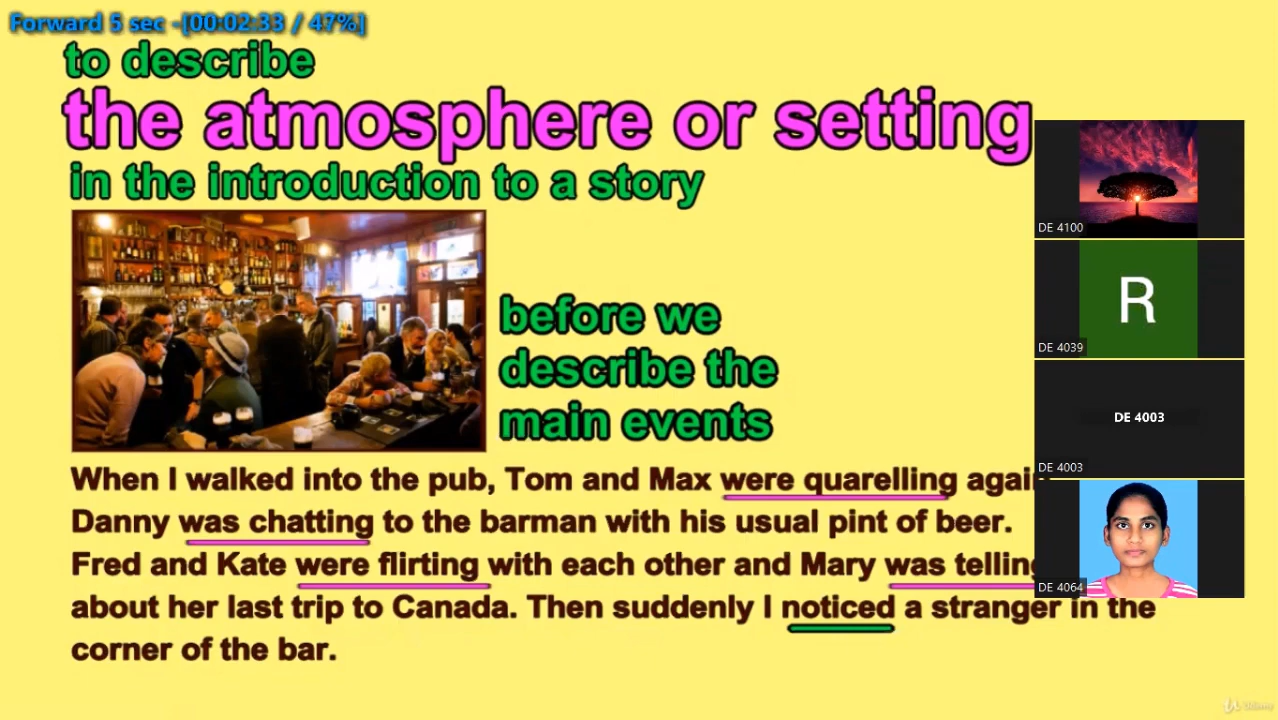 Forward 5 sec -[00:02:33 / 47%]
to describe
the atmosphere or setting
in the introduction to a story
before we
describe the
main events
When I walked into the pub, Tom and Max were quarelling
Danny was chatting to the barman with his usual pint of beer.
Fred and Kate were flirting with each other and Mary was telling
about her last trip to Canada. Then suddenly I noticed a stranger in the
corner of the bar.
DE 4100
R
DE 4039
DE 4003
DE 4003
DE 4064
Udemy